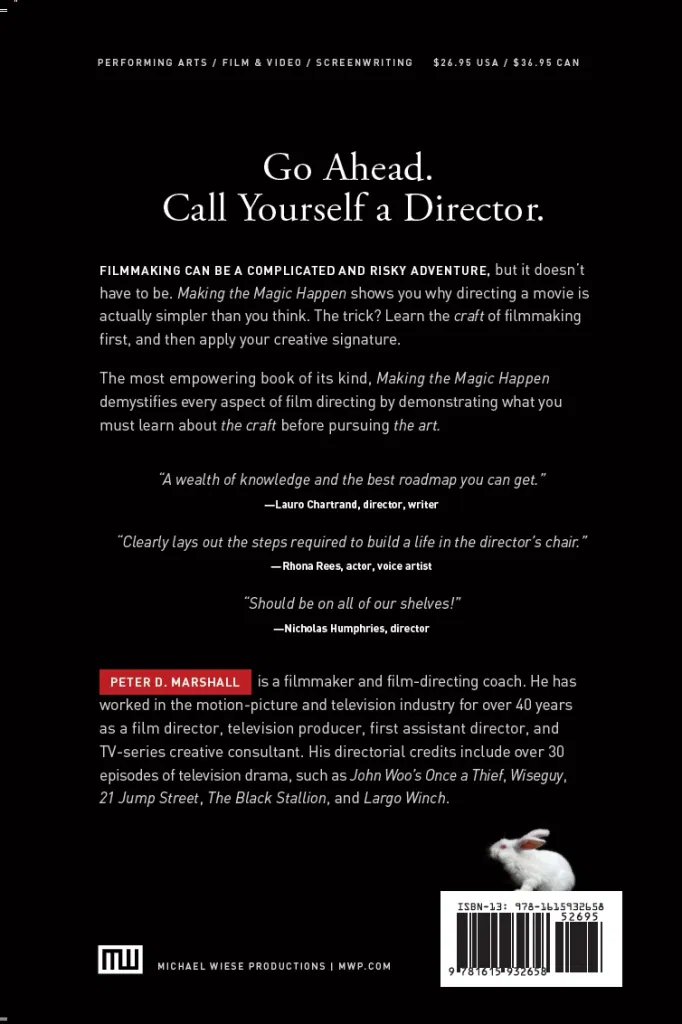 PERFORMING ARTS / FILM & VIDEO / SCREENWRITING $26.95 USA / $36.95 CAN
Go Ahead.
Call Yourself a Director.
FILMMAKING CAN BE A COMPLICATED AND RISKY ADVENTURE, but it doesn't
have to be. Making the Magic Happen shows you why directing a movie is
actually simpler than you think. The trick? Learn the craft of filmmaking
first, and then apply your creative signature.
The most empowering book of its kind, Making the Magic Happen
demystifies every aspect of film directing by demonstrating what you
must learn about the craft before pursuing the art.
“A wealth of knowledge and the best roadmap you can get.”
—Lauro Chartrand, director, writer
“Clearly lays out the steps required to build a life in the director's chair.”
—Rhona Rees, actor, voice artist
“Should be on all of our shelves!”
—Nicholas Humphries, director
PETER D. MARSHALL is a filmmaker and film-directing coach. He has
worked in the motion-picture and television industry for over 40 years
as a film director, television producer, first assistant director, and
TV-series creative consultant. His directorial credits include over 30
episodes of television drama, such as John Woo's Once a Thief, Wiseguy,
21 Jump Street, The Black Stallion, and Largo Winch.
ISBN-13: 978-1615932658
52695
9 781615 932658
MW MICHAEL WIESE PRODUCTIONS | MWP.COM